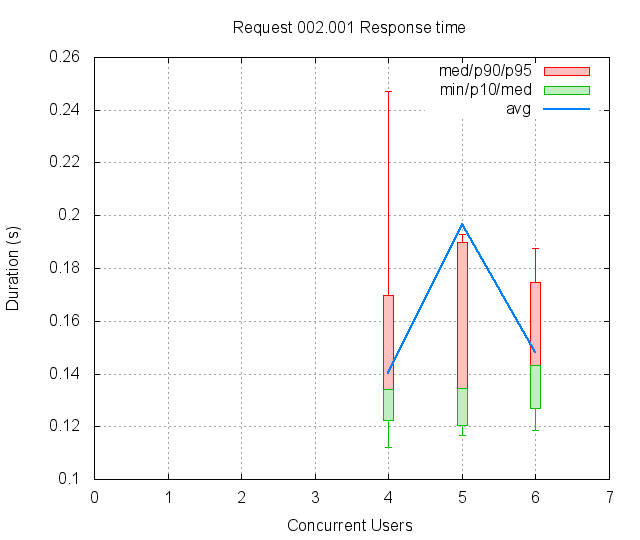 Request 002.001 Response time
med/p90/p95
min/p10/med
avg
0.26
0.24
0.22
0.2
0.18
0.16
0.14
0.12
0.1
Duration (s)
0 1 2 3 4 5 6 7
Concurrent Users